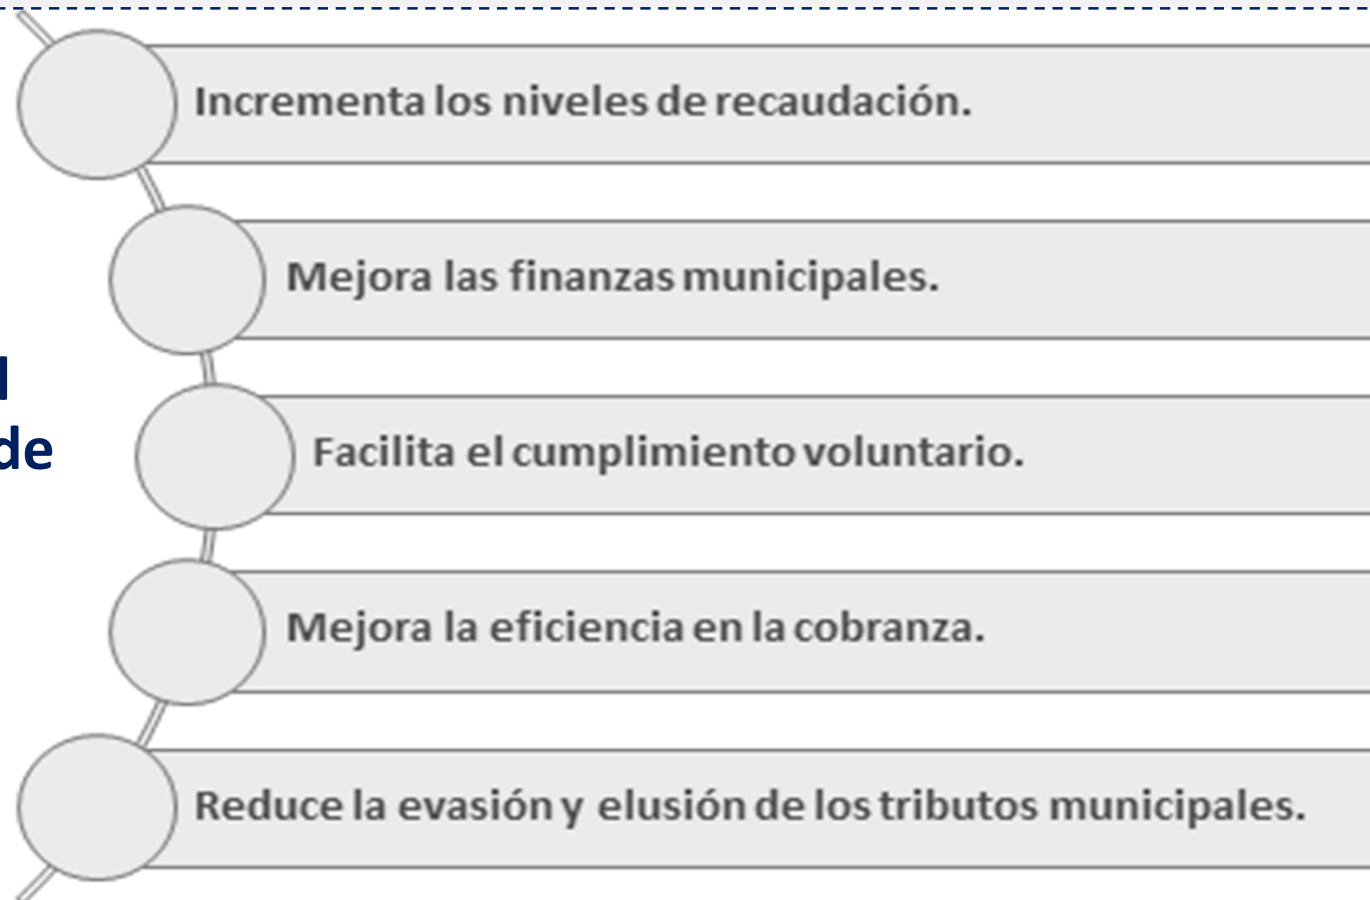 Incrementa los niveles de recaudación.
Mejora las finanzas municipales.
de
Facilita el cumplimiento voluntario.
Mejora la eficiencia en la cobranza.
Reduce la evasión y elusión de los tributos municipales.